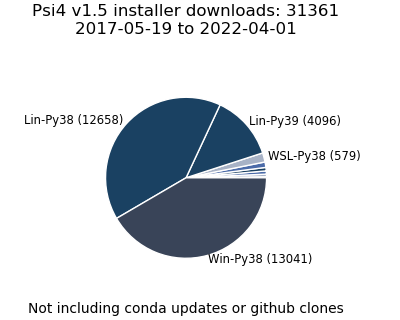 Psi4 v1.5 installer downloads: 31361
2017-05-19 to 2022-04-01
Lin-Py38 (12658)
Lin-Py39 (4096)
WSL-Py38 (579)
Win-Py38 (13041)
Not including conda updates or github clones